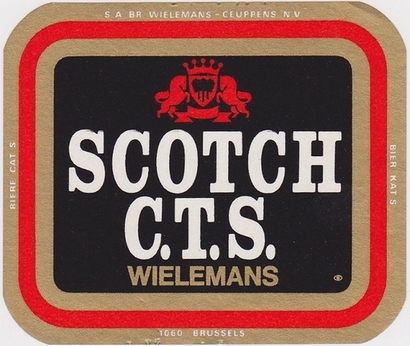 S.A. BR. WIELEMANS - CEUPPENS N.V.
BIERE CAT S
SCOTCH
C.T.S.
WIELEMANS
BIER KAT S
1060 BRUSSELS